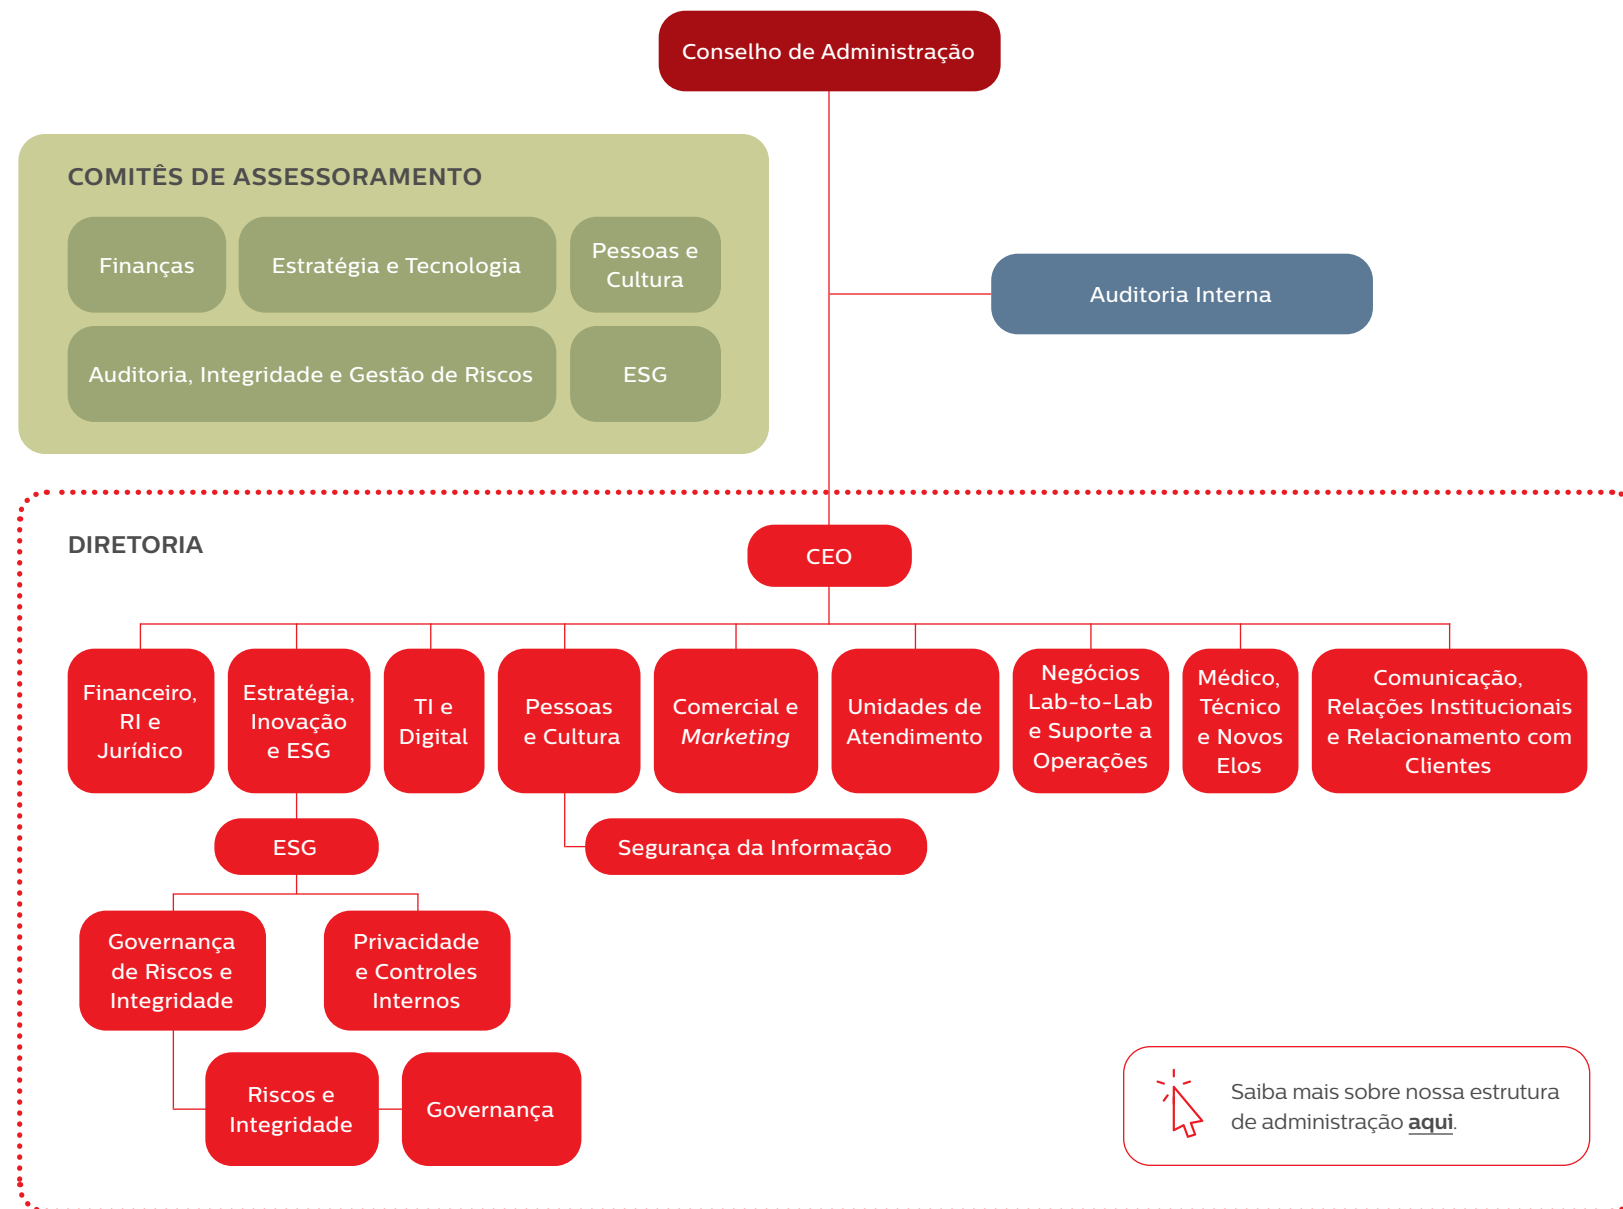 Conselho de Administração
COMITÊS DE ASSESSORAMENTO
Finanças
Estratégia e Tecnologia
Pessoas e
Cultura
Auditoria, Integridade e Gestão de Riscos
ESG
Auditoria Interna
DIRETORIA
CEO
Financeiro,
RI e
Jurídico
Estratégia,
Inovação
e ESG
TI e
Digital
Pessoas
e Cultura
Comercial e
Marketing
Unidades de
Atendimento
Negócios
Lab-to-Lab
e Suporte a
Operações
Médico,
Técnico
e Novos
Elos
Comunicação,
Relações Institucionais
e Relacionamento com
Clientes
ESG
Segurança da Informação
Governança
de Riscos e
Integridade
Privacidade
e Controles
Internos
Riscos e
Integridade
Governança
Saiba mais sobre nossa estrutura
de administração aqui.